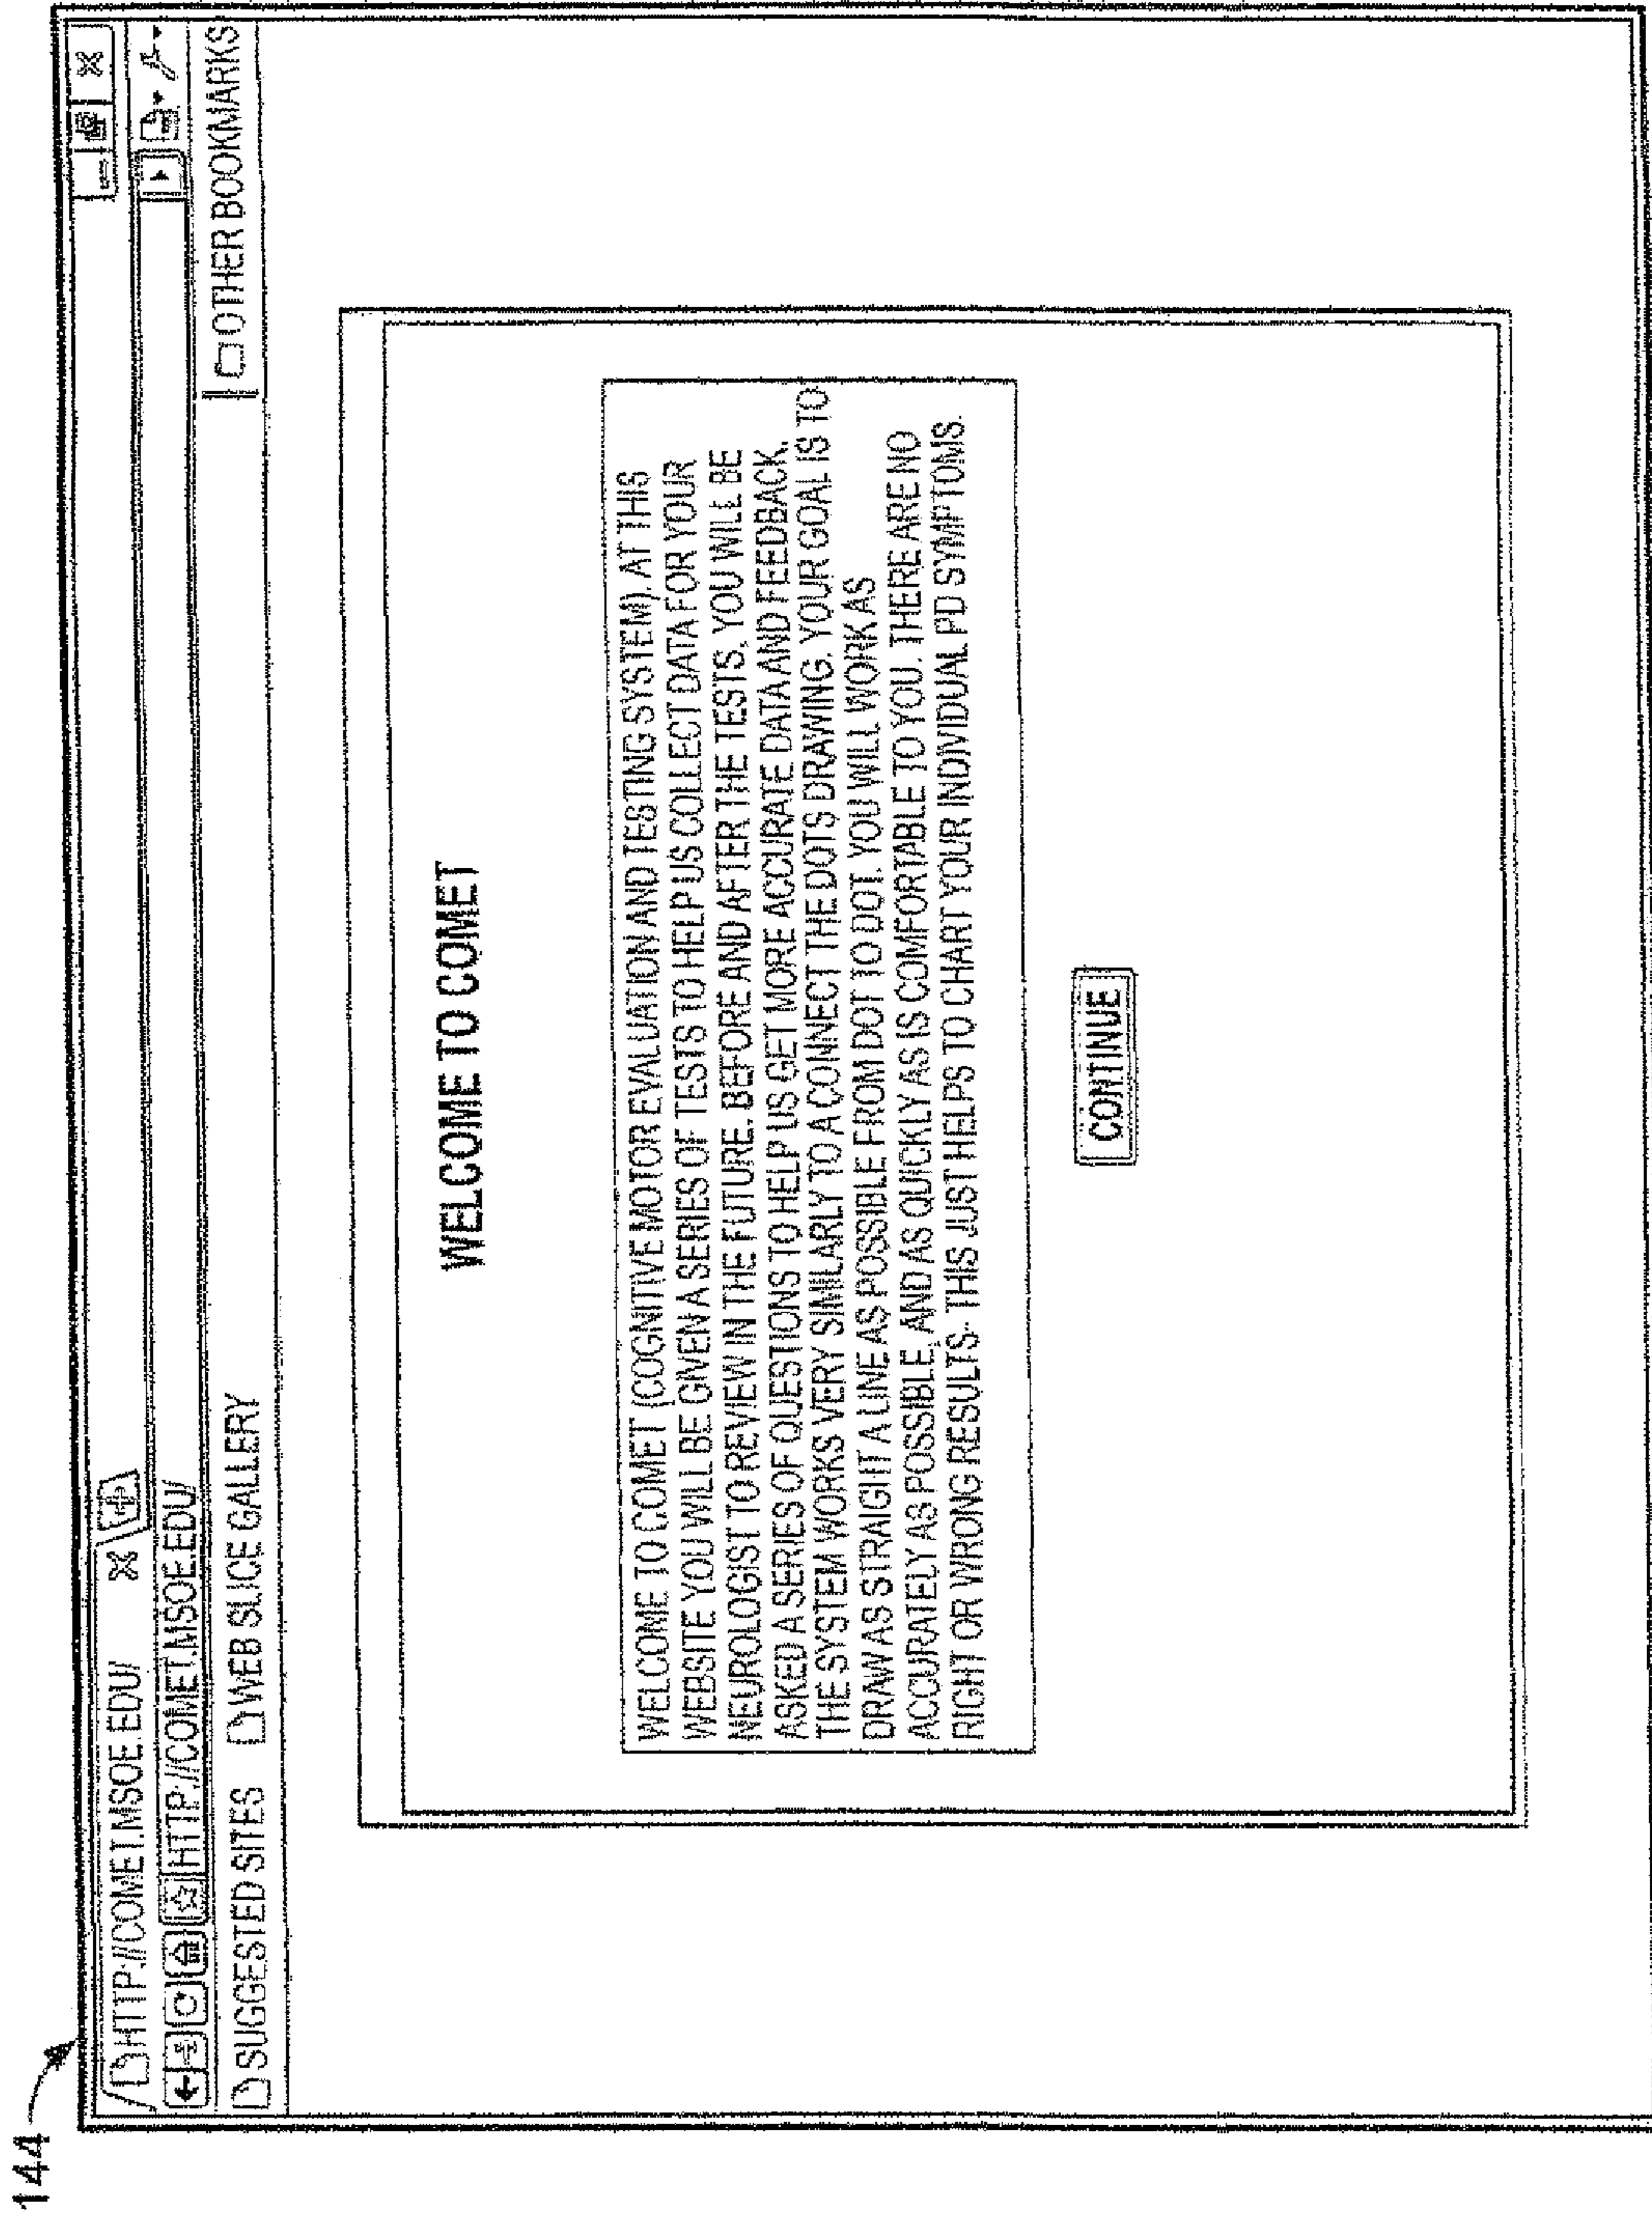 144
HTTP://COMET.MSOE.EDU/
HTTP://COMET.MSOE.EDU/
SUGGESTED SITES WEB SLICE GALLERY OTHER BOOKMARKS
WELCOME TO COMET
WELCOME TO COMET (COGNITIVE MOTOR EVALUATION AND TESTING SYSTEM). AT THIS
WEBSITE YOU WILL BE GIVEN A SERIES OF TESTS TO HELP US COLLECT DATA FOR YOUR
NEUROLOGIST TO REVIEW IN THE FUTURE. BEFORE AND AFTER THE TESTS, YOU WILL BE
ASKED A SERIES OF QUESTIONS TO HELP US GET MORE ACCURATE DATA AND FEEDBACK.
THE SYSTEM WORKS VERY SIMILARLY TO A CONNECT THE DOTS DRAWING. YOUR GOAL IS TO
DRAW AS STRAIGHT A LINE AS POSSIBLE FROM DOT TO DOT. YOU WILL WORK AS
ACCURATELY AS POSSIBLE, AND AS QUICKLY AS IS COMFORTABLE TO YOU. THERE ARE NO
RIGHT OR WRONG RESULTS-- THIS JUST HELPS TO CHART YOUR INDIVIDUAL PD SYMPTOMS.
CONTINUE